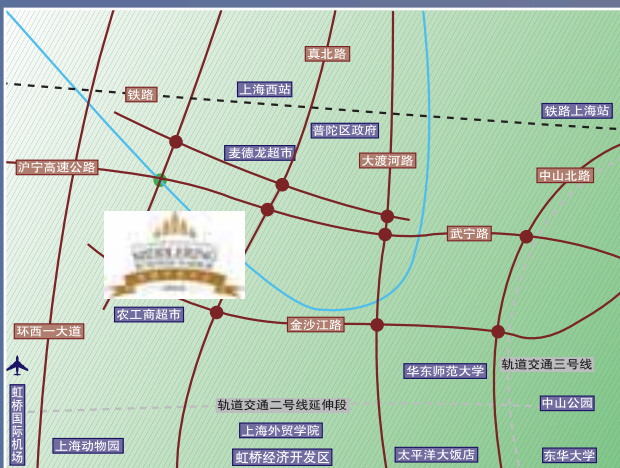 真北路
铁路
上海西站
铁路上海站
普陀区政府
麦德龙超市
大渡河路
沪宁高速公路
中山北路
武宁路
农工商超市
金沙江路
环西一大道
轨道交通三号线
华东师范大学
虹桥国际机场
轨道交通二号线延伸段
中山公园
上海外贸学院
上海动物园
虹桥经济开发区
太平洋大饭店
东华大学